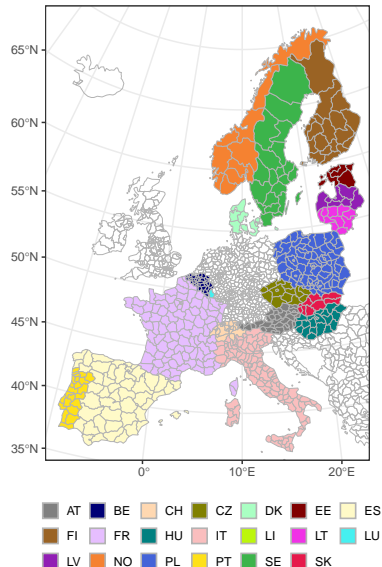 65°N
60°N
55°N
50°N
45°N
40°N
35°N
0° 10°E 20°E
AT BE CH CZ DK EE ES
FI FR HU IT LI LT LU
LV NO PL PT SE SK